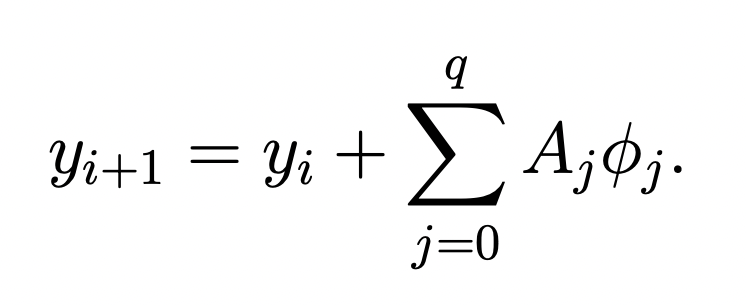 $$y_{i+1} = y_i + \sum_{j=0}^{q} A_j \phi_j.$$